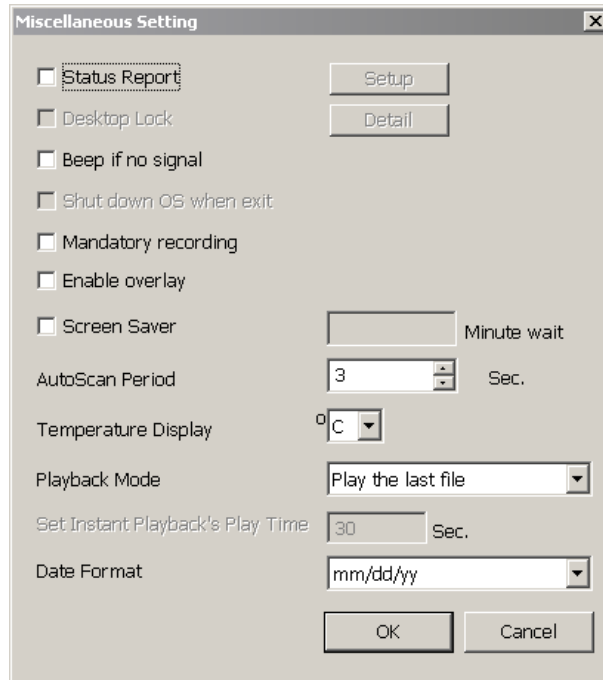 Miscellaneous Setting
Status Report
Setup
Desktop Lock
Detail
Beep if no signal
Shut down OS when exit
Mandatory recording
Enable overlay
Screen Saver
Minute wait
AutoScan Period
3
Sec.
Temperature Display
°C
Playback Mode
Play the last file
Set Instant Playback's Play Time
30
Sec.
Date Format
mm/dd/yy
OK
Cancel